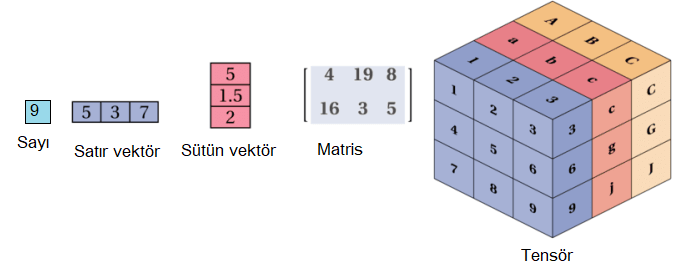 9
Sayı
5 3 7
Satır vektör
5
1.5
2
Sütün vektör
4 19 8
16 3 5
Matris
A B C
a b c
1 2 3
1 2 3
4 5 6
7 8 9
3 c C
6 g G
9 j J
Tensör